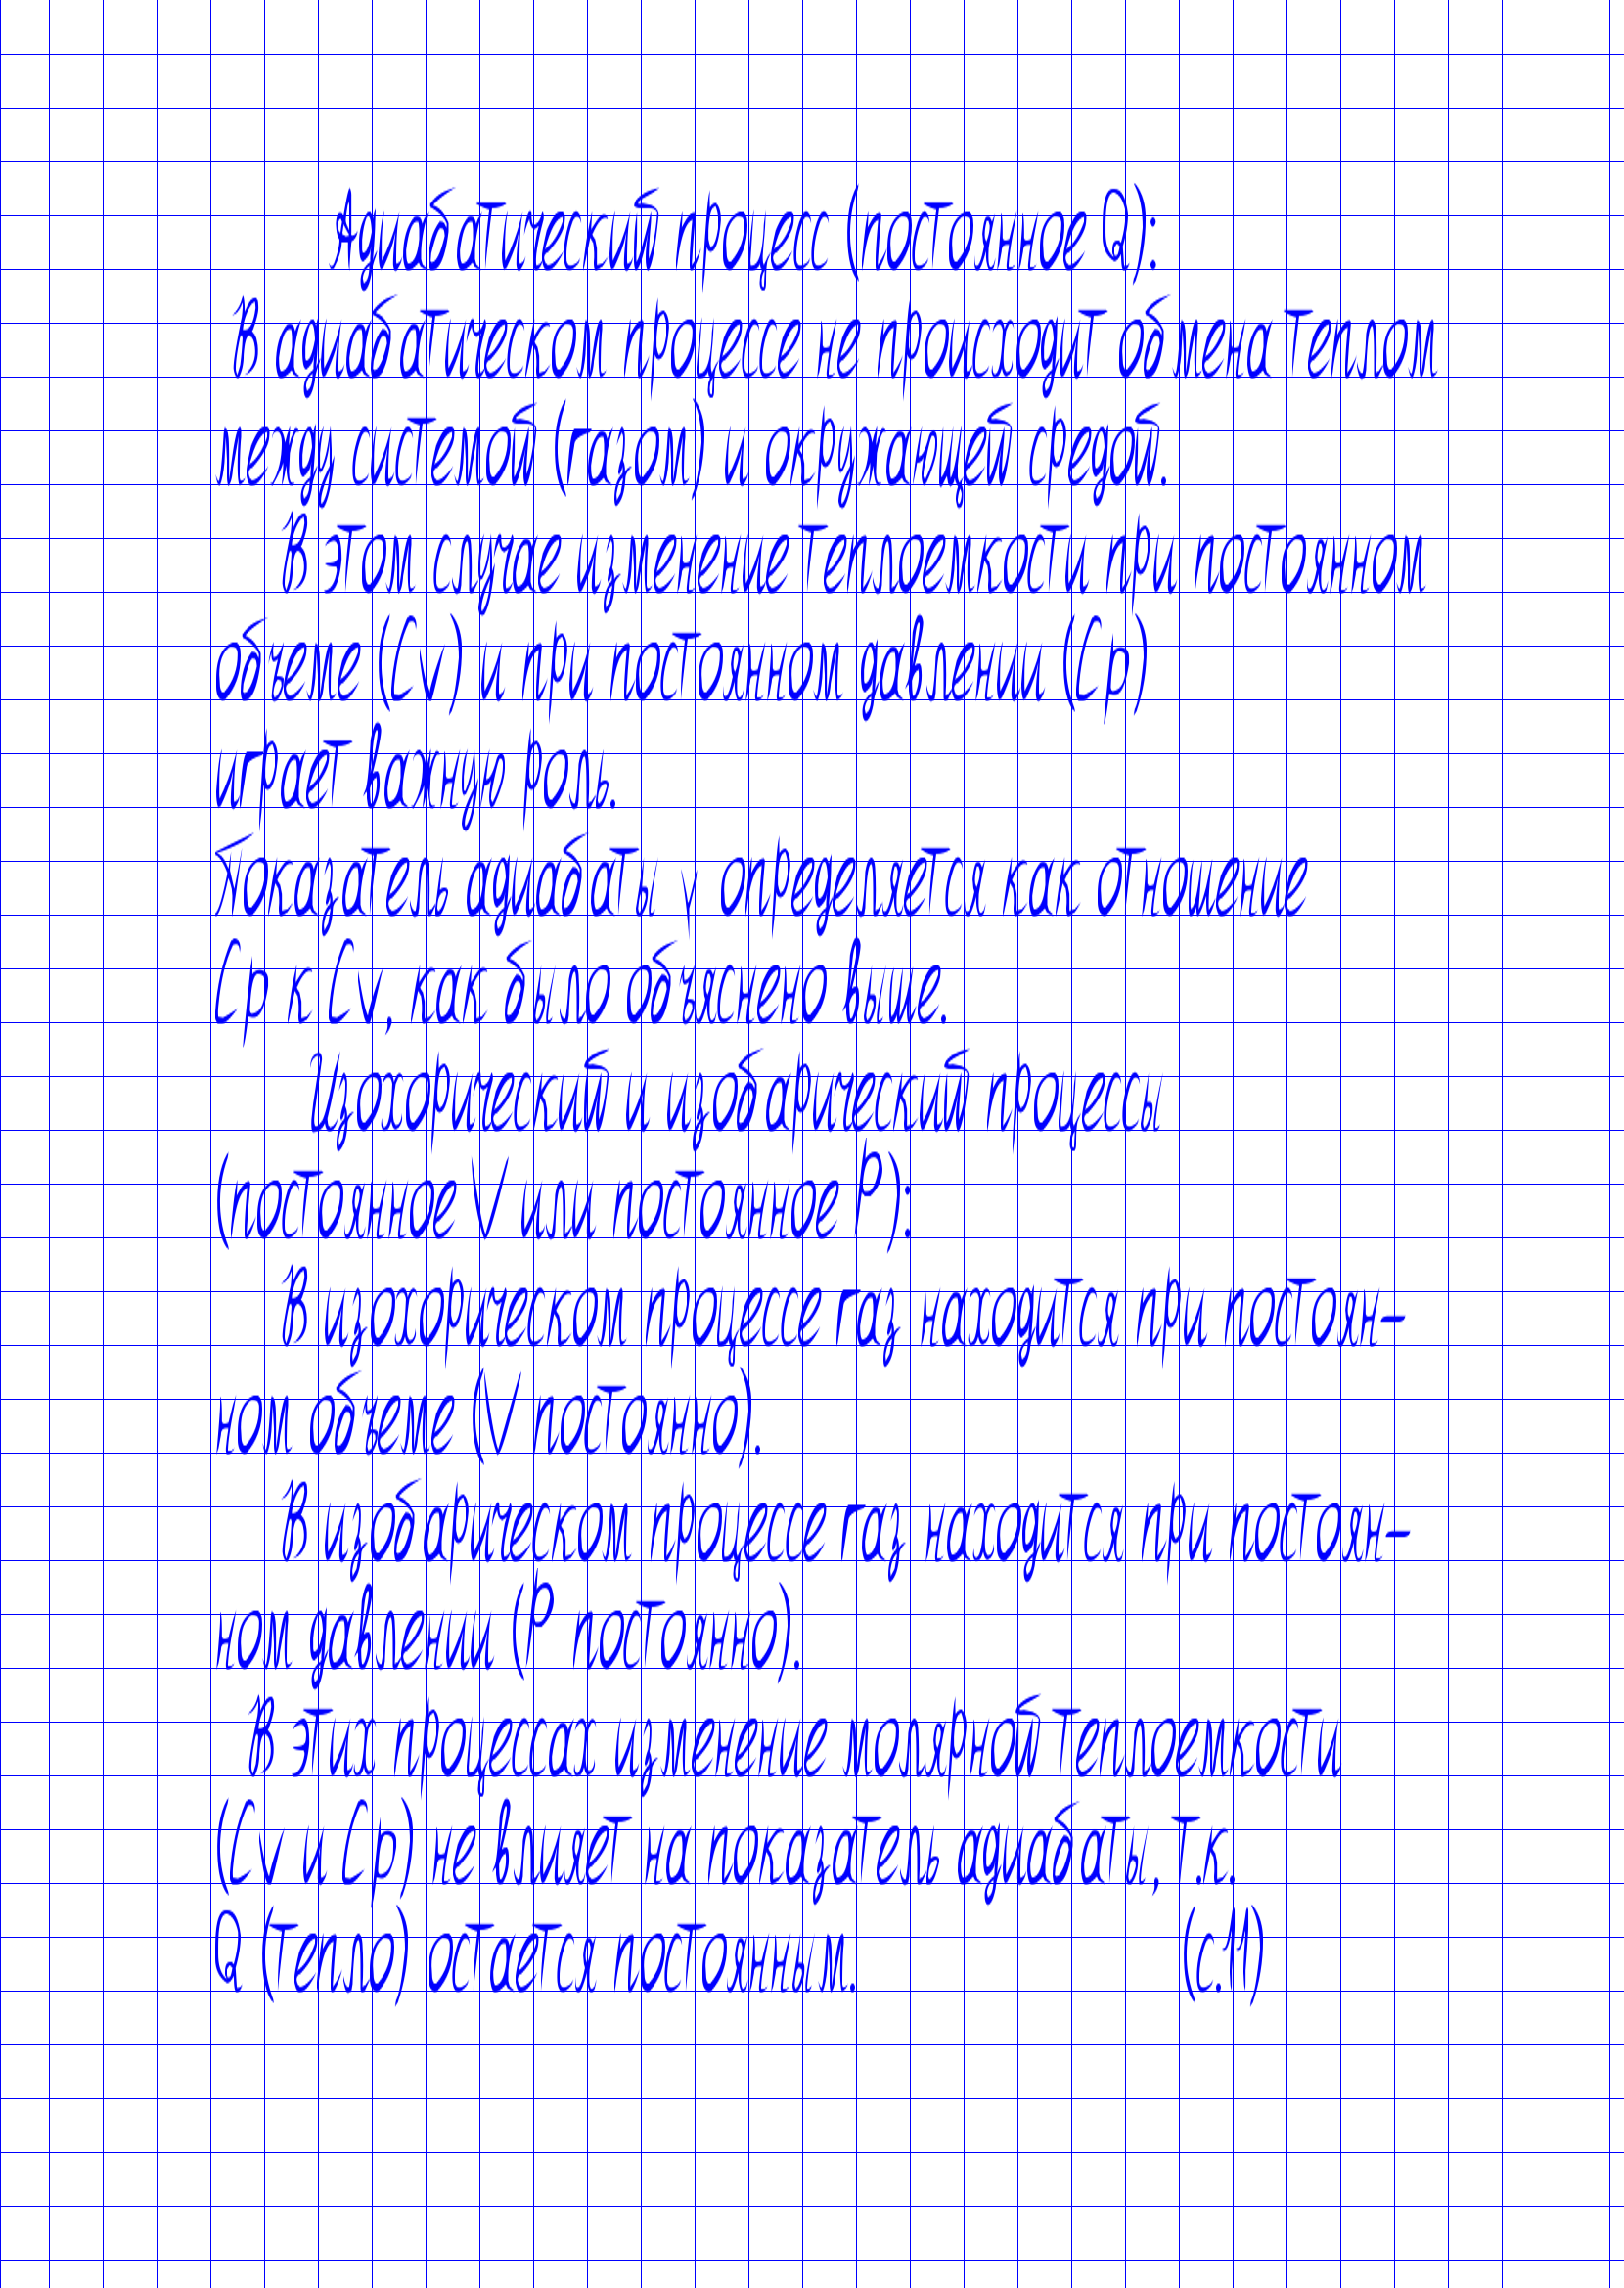 Адиабатический процесс (постоянное Q):
В адиабатическом процессе не происходит обмена теплом
между системой (газом) и окружающей средой.
В этом случае изменение теплоемкости при постоянном
объеме (Cv) и при постоянном давлении (Cp)
играет важную роль.
Показатель адиабаты γ определяется как отношение
Cp к Cv, как было объяснено выше.
Изохорический и изобарический процессы
(постоянное V или постоянное P):
В изохорическом процессе газ находится при постоян-
ном объеме (V постоянно).
В изобарическом процессе газ находится при постоян-
ном давлении (P постоянно).
В этих процессах изменение молярной теплоемкости
(Cv и Cp) не влияет на показатель адиабаты, т.к.
Q (тепло) остается постоянным. (с.11)